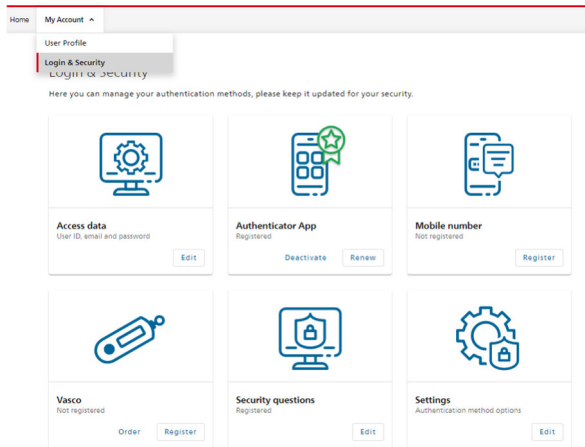 Home My Account
User Profile
Login & Security
Login & Security
Here you can manage your authentication methods, please keep it updated for your security.
Access data
User ID, email and password
Edit
Authenticator App
Registered
Deactivate Renew
Mobile number
Not registered
Register
Vasco
Not registered
Order Register
Security questions
Registered
Edit
Settings
Authentication method options
Edit